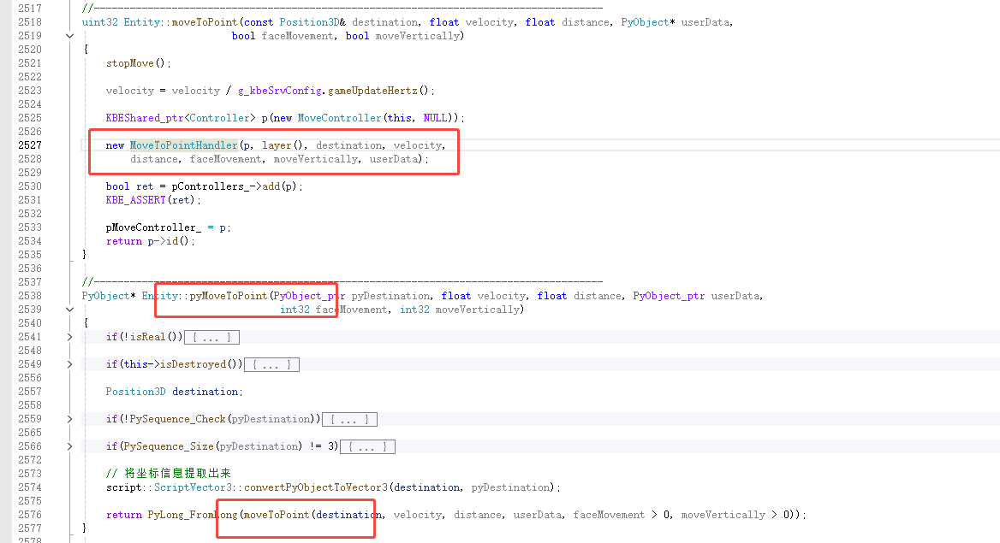 2517 //-------------------------------------------------------------------------------------
2518 uint32 Entity::moveToPoint(const Position3D& destination, float velocity, float distance, PyObject* userData,
2519 bool faceMovement, bool moveVertically)
2520 {
2521 stopMove();
2522
2523 velocity = velocity / g_kbeSrvConfig.gameUpdateHertz();
2524
2525 KBEShared_ptr<Controller> p(new MoveController(this, NULL));
2526
2527 new MoveToPointHandler(p, layer(), destination, velocity,
2528 distance, faceMovement, moveVertically, userData);
2529
2530 bool ret = pControllers_->add(p);
2531 KBE_ASSERT(ret);
2532
2533 pMoveController_ = p;
2534 return p->id();
2535 }
2536
2537 //-------------------------------------------------------------------------------------
2538 PyObject* Entity::pyMoveToPoint(PyObject_ptr pyDestination, float velocity, float distance, PyObject_ptr userData,
2539 int32 faceMovement, int32 moveVertically)
2540 {
2541 if(!isReal()) { ... }
2548
2549 if(this->isDestroyed()) { ... }
2556
2557 Position3D destination;
2558
2559 if(!PySequence_Check(pyDestination)) { ... }
2565
2566 if(PySequence_Size(pyDestination) != 3) { ... }
2572
2573 // 将坐标信息提取出来
2574 script::ScriptVector3::convertPyObjectToVector3(destination, pyDestination);
2575
2576 return PyLong_FromLong(moveToPoint(destination, velocity, distance, userData, faceMovement > 0, moveVertically > 0));
2577 }
2578